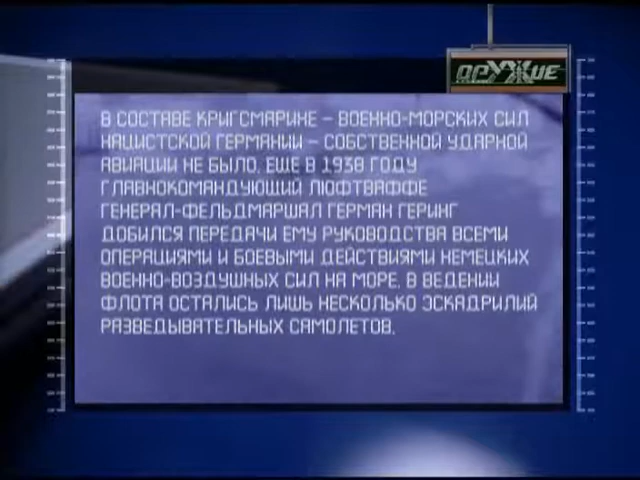 ОРУЖИЕ
В СОСТАВЕ КРИГСМАРИНЕ – ВОЕННО-МОРСКИХ СИЛ
НАЦИСТСКОЙ ГЕРМАНИИ – СОБСТВЕННОЙ УДАРНОЙ
АВИАЦИИ НЕ БЫЛО. ЕЩЕ В 1938 ГОДУ
ГЛАВНОКОМАНДУЮЩИЙ ЛЮФТВАФФЕ
ГЕНЕРАЛ-ФЕЛЬДМАРШАЛ ГЕРМАН ГЕРИНГ
ДОБИЛСЯ ПЕРЕДАЧИ ЕМУ РУКОВОДСТВА ВСЕМИ
ОПЕРАЦИЯМИ И БОЕВЫМИ ДЕЙСТВИЯМИ НЕМЕЦКИХ
ВОЕННО-ВОЗДУШНЫХ СИЛ НА МОРЕ. В ВЕДЕНИИ
ФЛОТА ОСТАЛИСЬ ЛИШЬ НЕСКОЛЬКО ЭСКАДРИЛИЙ
РАЗВЕДЫВАТЕЛЬНЫХ САМОЛЕТОВ.